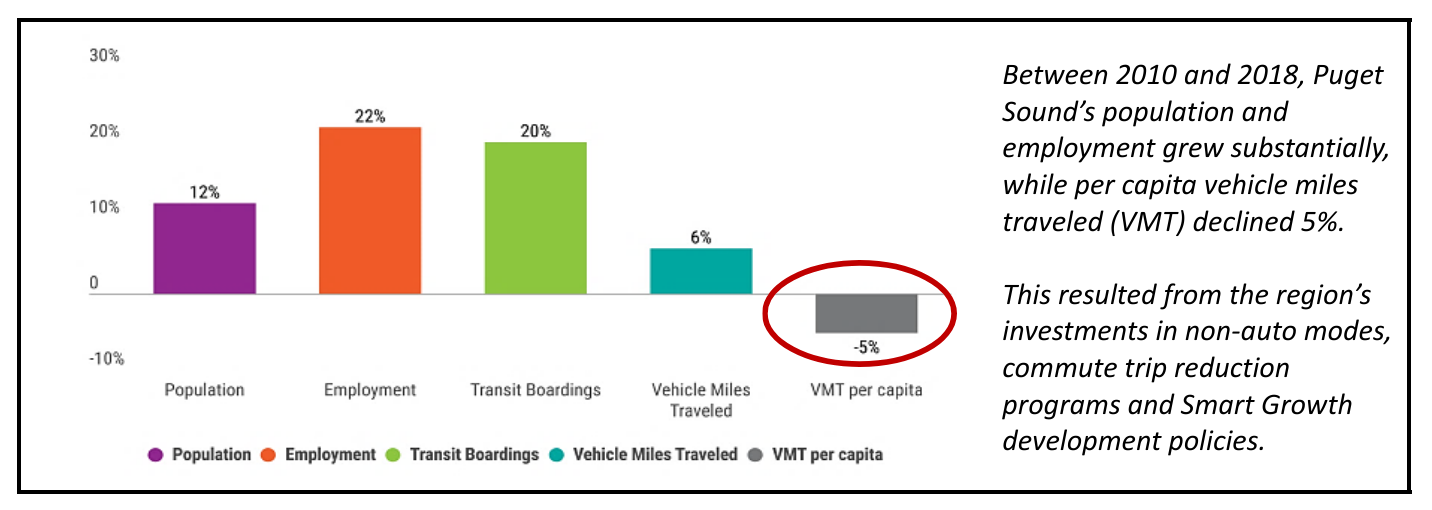 30%
20%
10%
0
-10%
12%
22%
20%
6%
-5%
Population
Employment
Transit Boardings
Vehicle Miles
Traveled
VMT per capita
Population Employment Transit Boardings Vehicle Miles Traveled VMT per capita
Between 2010 and 2018, Puget
Sound’s population and
employment grew substantially,
while per capita vehicle miles
traveled (VMT) declined 5%.
This resulted from the region’s
investments in non-auto modes,
commute trip reduction
programs and Smart Growth
development policies.